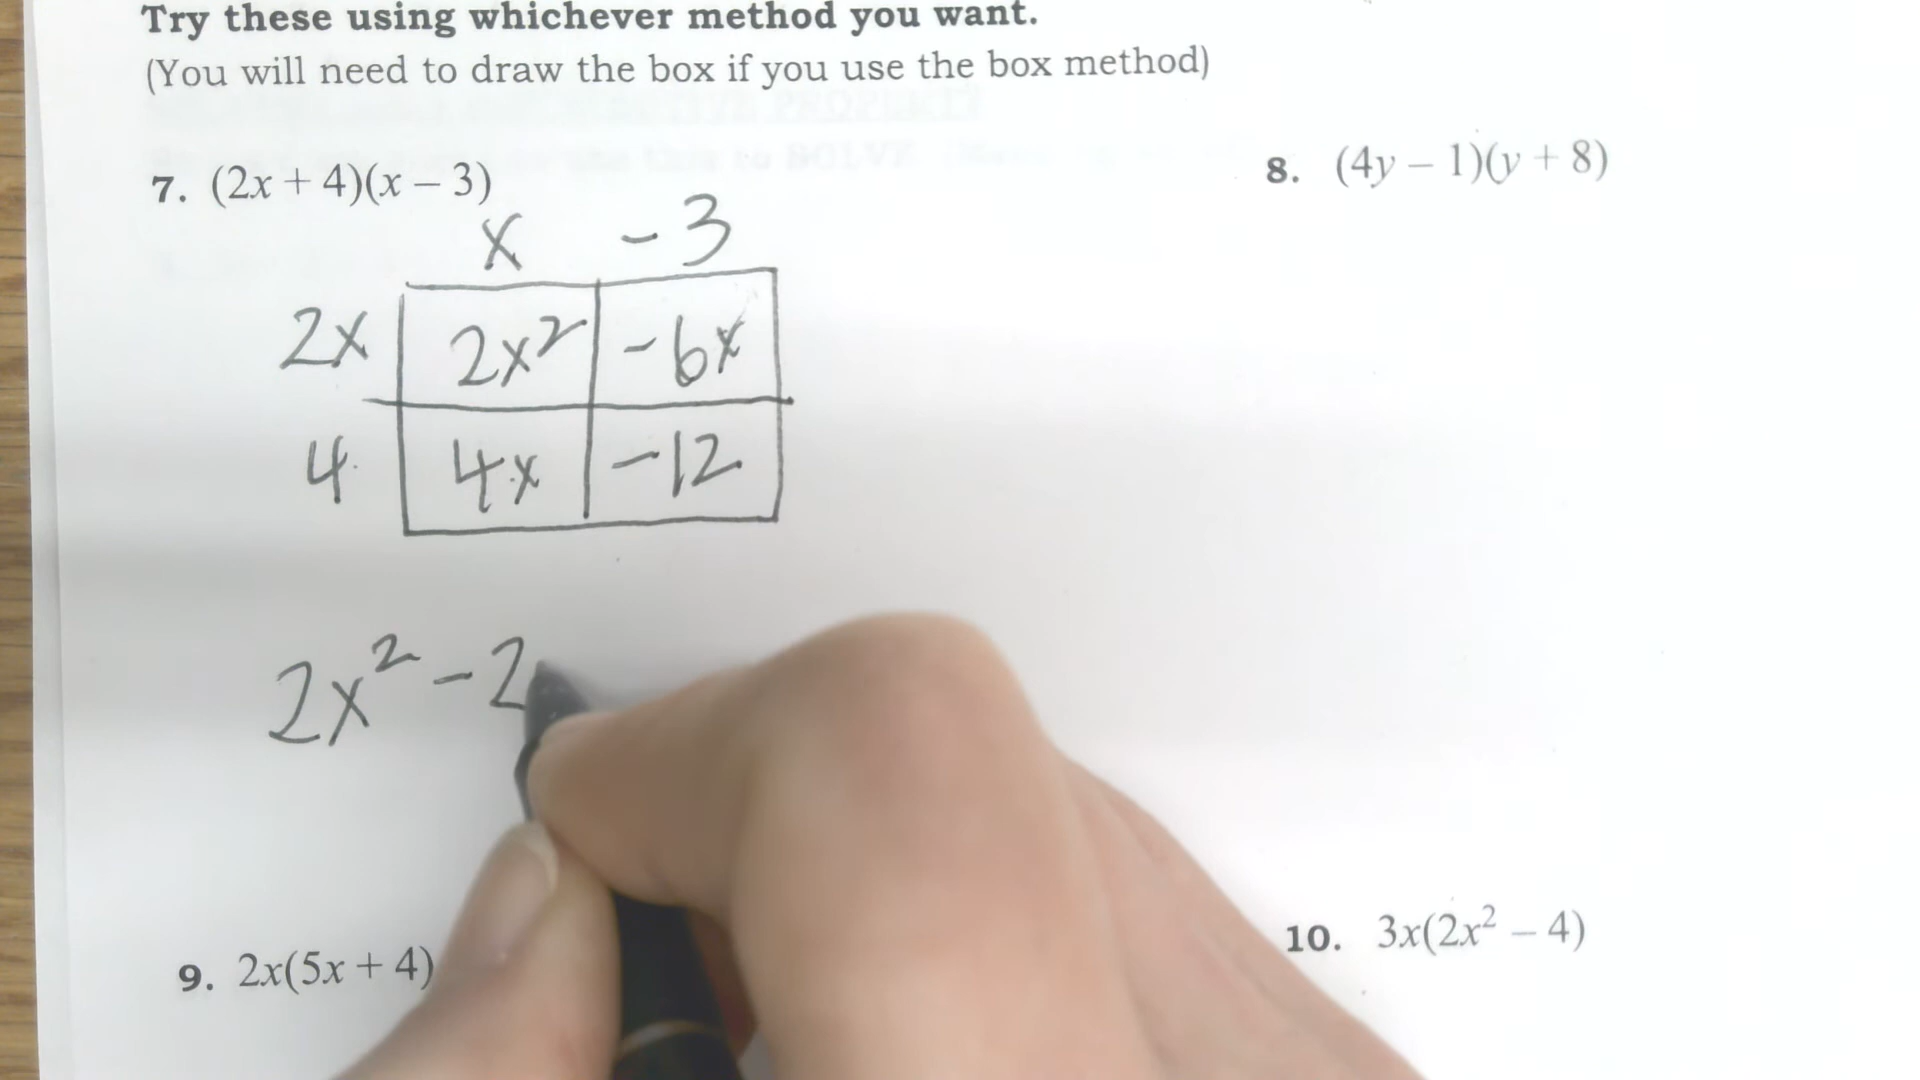 Try these using whichever method you want.
(You will need to draw the box if you use the box method)
7. (2x + 4)(x – 3)
8. (4y – 1)(y + 8)
x -3
2x 2x² -6x
4 4x -12
2x² - 2
9. 2x(5x + 4)
10. 3x(2x² – 4)